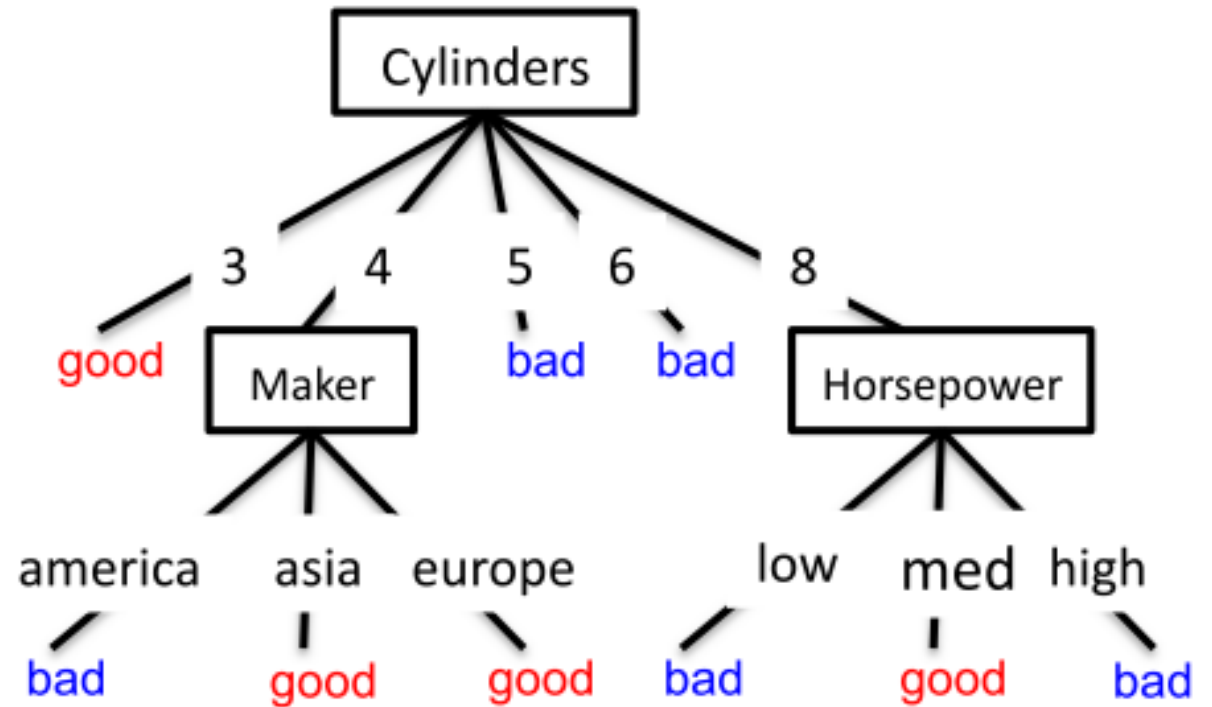 Cylinders
3 4 5 6 8
good bad bad
Maker Horsepower
america asia europe low med high
bad good good bad good bad